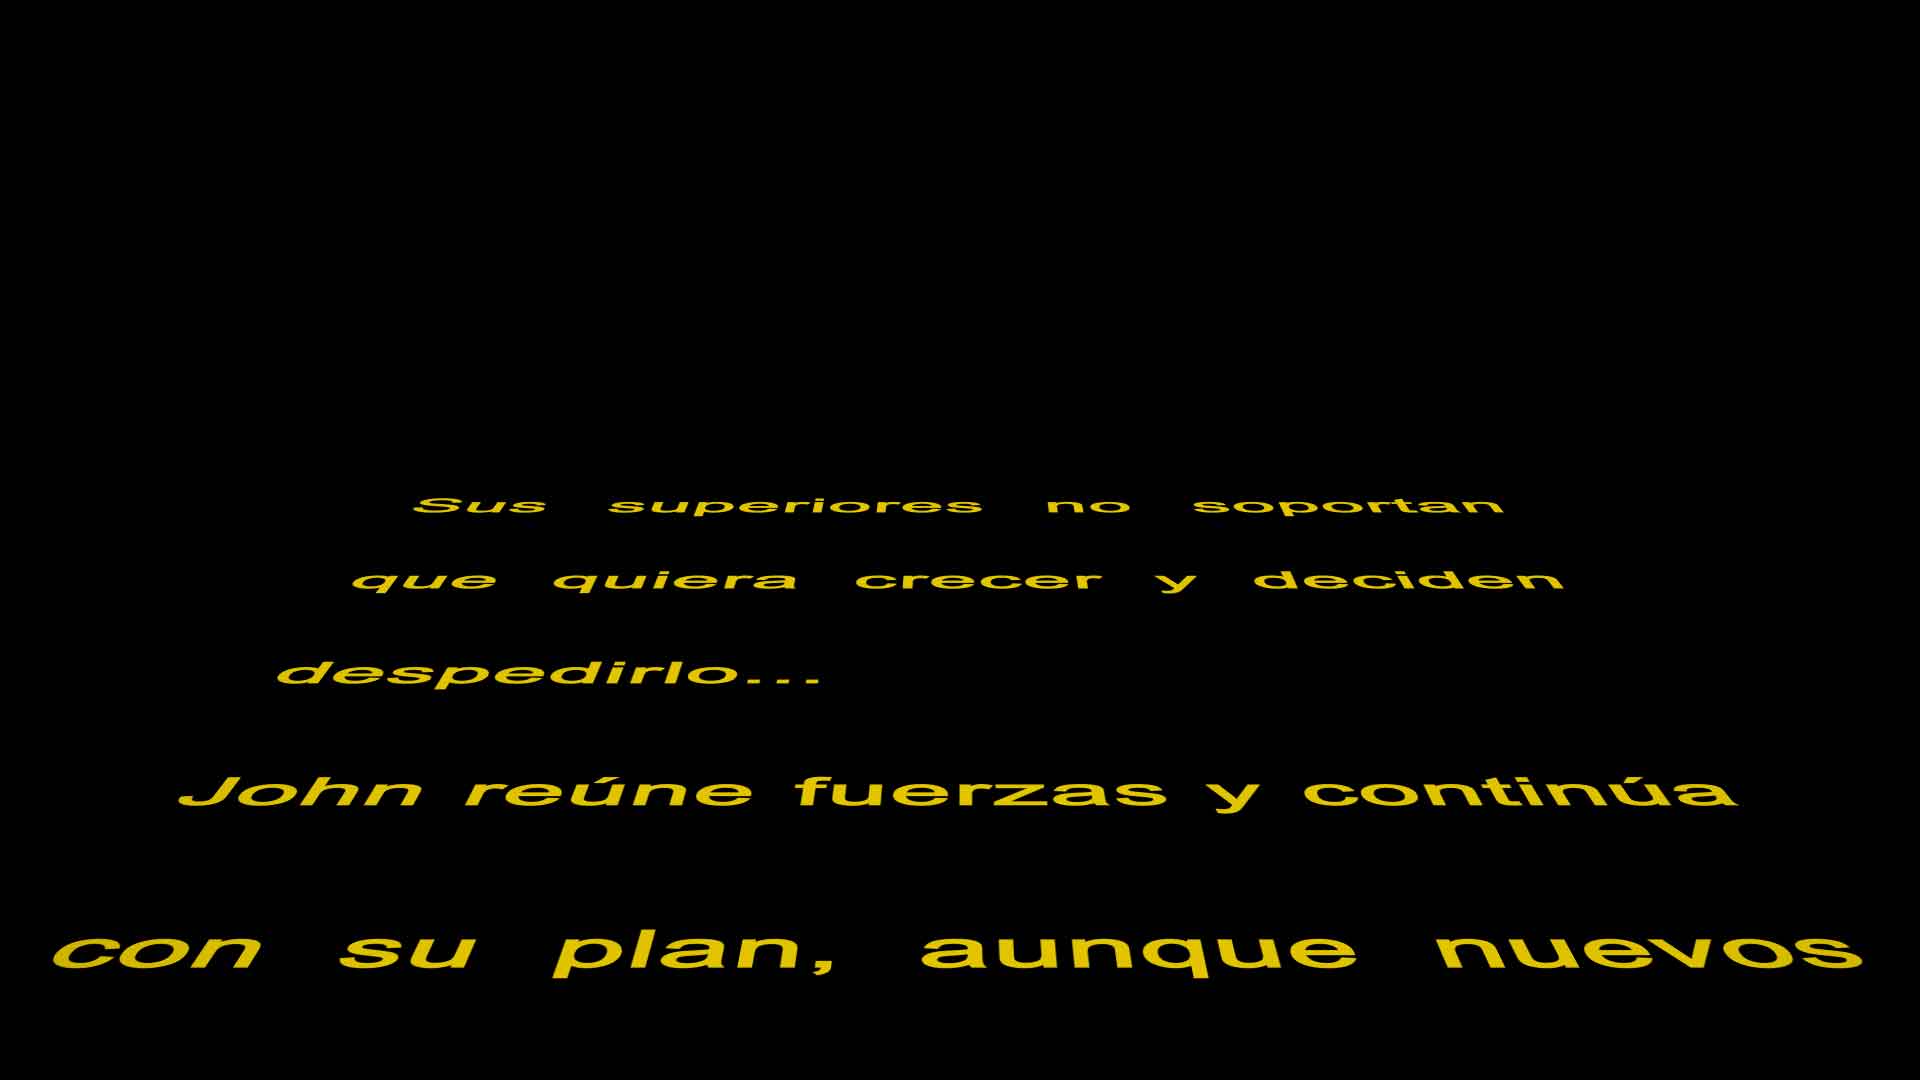 Sus superiores no soportan
que quiera crecer y deciden
despedirlo...
John reúne fuerzas y continúa
con su plan, aunque nuevos